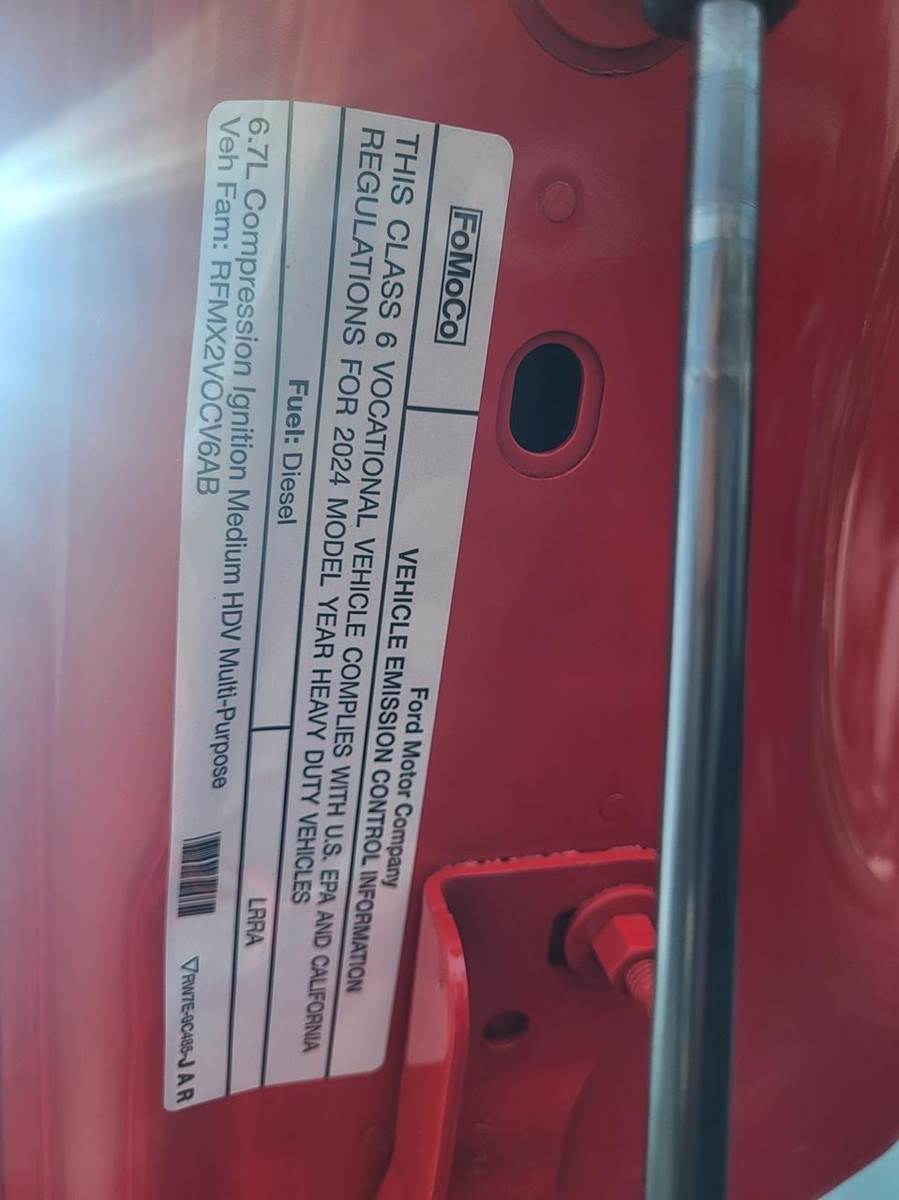 FoMoCo
Ford Motor Company
VEHICLE EMISSION CONTROL INFORMATION
THIS CLASS 6 VOCATIONAL VEHICLE COMPLIES WITH U.S. EPA AND CALIFORNIA
REGULATIONS FOR 2024 MODEL YEAR HEAVY DUTY VEHICLES
Fuel: Diesel
LRRA
6.7L Compression Ignition Medium HDV Multi-Purpose
Veh Fam: RFMX2VOCV6AB
RW7E-9C485-JAR